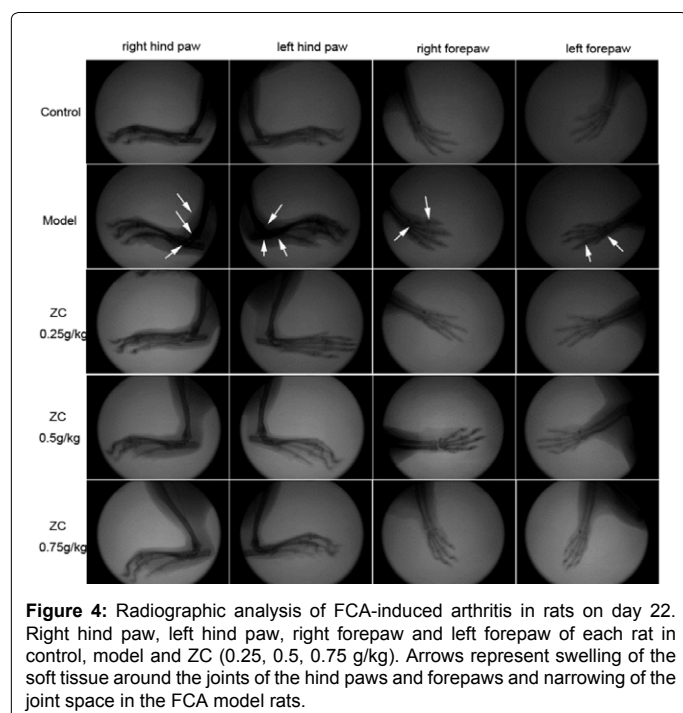 right hind paw left hind paw right forepaw left forepaw
Control
Model
ZC
0.25g/kg
ZC
0.5g/kg
ZC
0.75g/kg
Figure 4: Radiographic analysis of FCA-induced arthritis in rats on day 22.
Right hind paw, left hind paw, right forepaw and left forepaw of each rat in
control, model and ZC (0.25, 0.5, 0.75 g/kg). Arrows represent swelling of the
soft tissue around the joints of the hind paws and forepaws and narrowing of the
joint space in the FCA model rats.